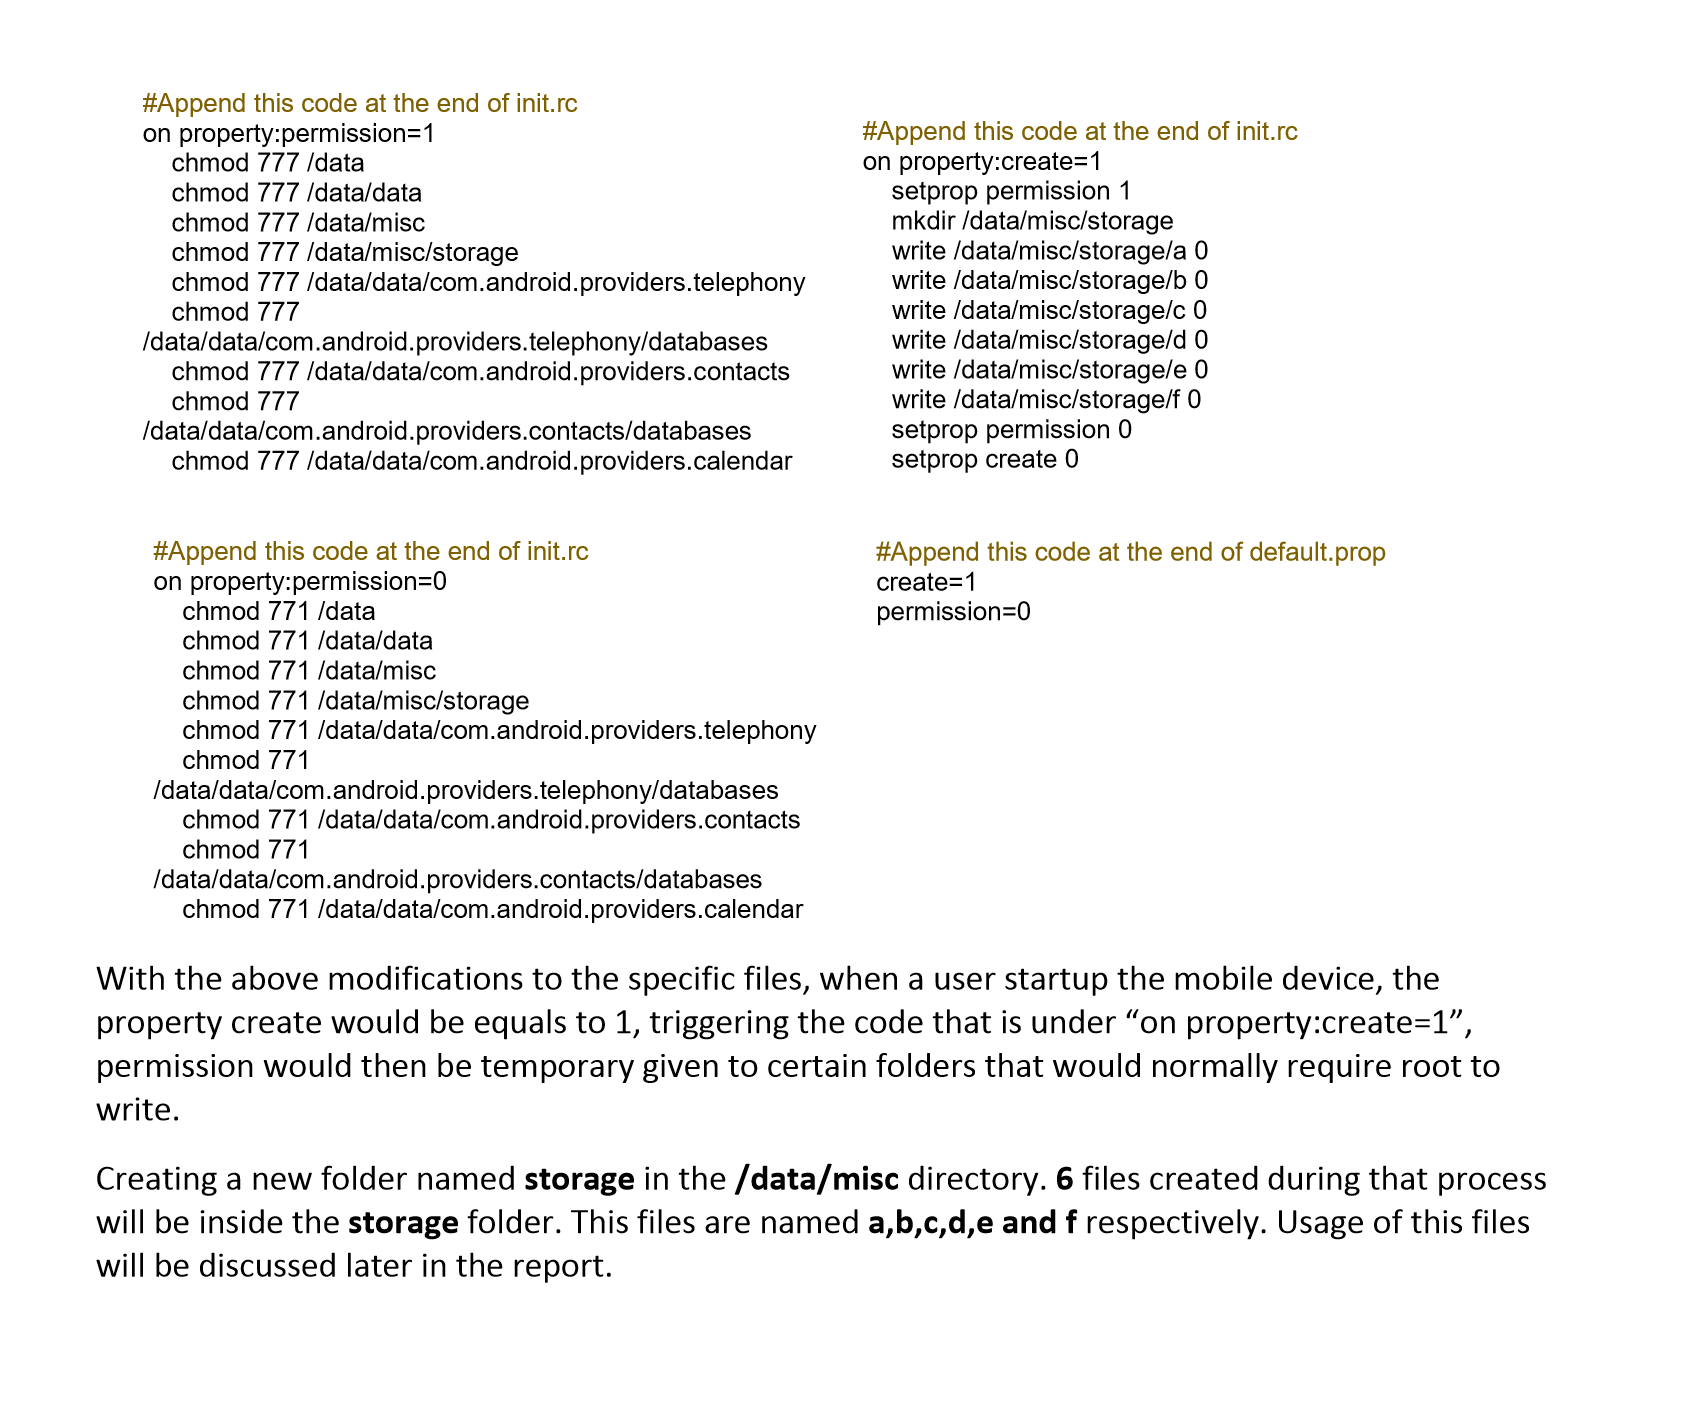 #Append this code at the end of init.rc
on property:permission=1
chmod 777 /data
chmod 777 /data/data
chmod 777 /data/misc
chmod 777 /data/misc/storage
chmod 777 /data/data/com.android.providers.telephony
chmod 777
/data/data/com.android.providers.telephony/databases
chmod 777 /data/data/com.android.providers.contacts
chmod 777
/data/data/com.android.providers.contacts/databases
chmod 777 /data/data/com.android.providers.calendar
#Append this code at the end of init.rc
on property:create=1
setprop permission 1
mkdir /data/misc/storage
write /data/misc/storage/a 0
write /data/misc/storage/b 0
write /data/misc/storage/c 0
write /data/misc/storage/d 0
write /data/misc/storage/e 0
write /data/misc/storage/f 0
setprop permission 0
setprop create 0
#Append this code at the end of init.rc
on property:permission=0
chmod 771 /data
chmod 771 /data/data
chmod 771 /data/misc
chmod 771 /data/misc/storage
chmod 771 /data/data/com.android.providers.telephony
chmod 771
/data/data/com.android.providers.telephony/databases
chmod 771 /data/data/com.android.providers.contacts
chmod 771
/data/data/com.android.providers.contacts/databases
chmod 771 /data/data/com.android.providers.calendar
#Append this code at the end of default.prop
create=1
permission=0
With the above modifications to the specific files, when a user startup the mobile device, the
property create would be equals to 1, triggering the code that is under “on property:create=1”,
permission would then be temporary given to certain folders that would normally require root to
write.
Creating a new folder named storage in the /data/misc directory. 6 files created during that process
will be inside the storage folder. This files are named a,b,c,d,e and f respectively. Usage of this files
will be discussed later in the report.